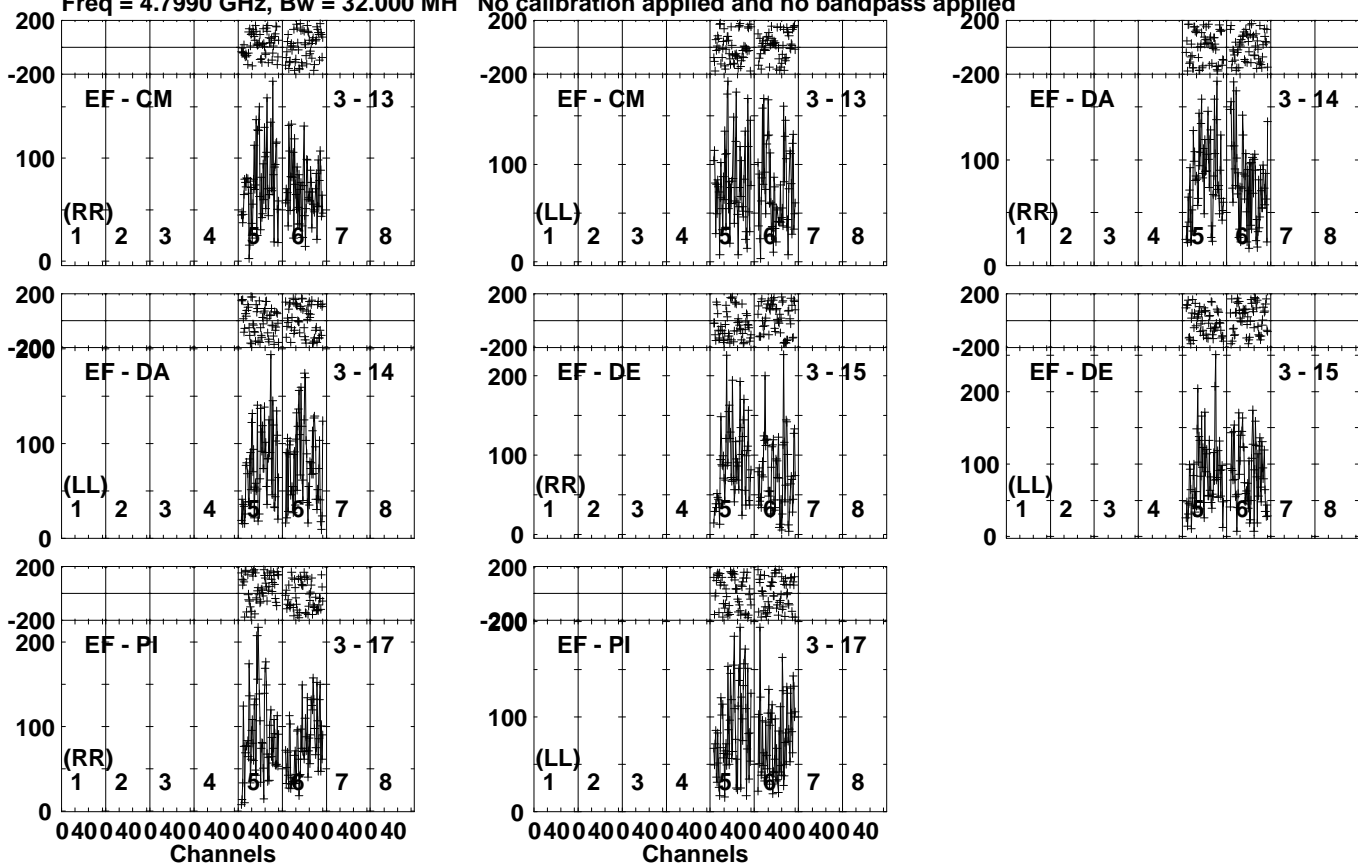 Freq = 4.7990 GHz, Bw = 32.000 MH No calibration applied and no bandpass applied
200
-200
EF - CM 3 - 13
100
(RR)
1 2 3 4 5 6 7 8
0
200
-200
EF - CM 3 - 13
100
(LL)
1 2 3 4 5 6 7 8
0
200
-200
EF - DA 3 - 14
100
(RR)
1 2 3 4 5 6 7 8
0
200
-200
200
EF - DA 3 - 14
100
(LL)
1 2 3 4 5 6 7 8
0
200
-200
EF - DE 3 - 15
200
100
(RR)
1 2 3 4 5 6 7 8
0
200
-200
EF - DE 3 - 15
200
100
(LL)
1 2 3 4 5 6 7 8
0
200
-200
200
EF - PI 3 - 17
100
(RR)
1 2 3 4 5 6 7 8
0
0 40 0 40 0 40 0 40 0 40 0 40 0 40 0 40
Channels
200
-200
200
EF - PI 3 - 17
100
(LL)
1 2 3 4 5 6 7 8
0
0 40 0 40 0 40 0 40 0 40 0 40 0 40 0 40
Channels